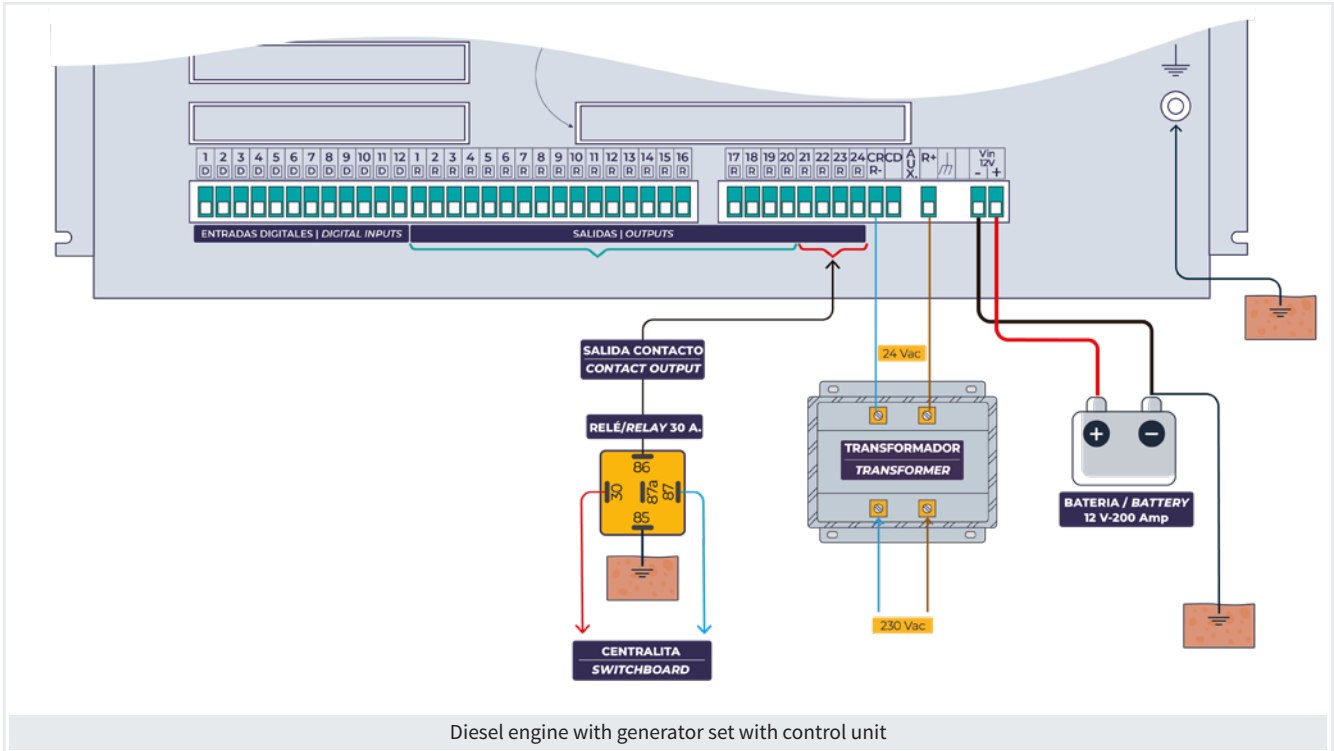 1 2 3 4 5 6 7 8 9 10 11 12 1 2 3 4 5 6 7 8 9 10 11 12 13 14 15 16 17 18 19 20 21 22 23 24 CR CD AUX. R+ Vin
D D D D D D D D D D D D R R R R R R R R R R R R R R R R R R R R R R R R R- 12V
- +
ENTRADAS DIGITALES | DIGITAL INPUTS SALIDAS | OUTPUTS
SALIDA CONTACTO
CONTACT OUTPUT
24 Vac
RELÉ/RELAY 30 A.
86
30 87a 87
85
TRANSFORMADOR
TRANSFORMER
+ −
BATERIA / BATTERY
12 V-200 Amp
230 Vac
CENTRALITA
SWITCHBOARD
Diesel engine with generator set with control unit